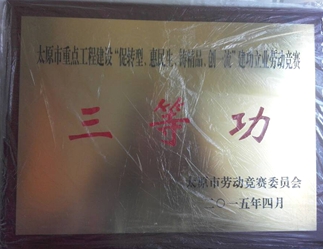 太原市重点工程建设“促转型、惠民生、铸精品、创一流”建功立业劳动竞赛
三等功
太原市劳动竞赛委员会
二〇一五年四月